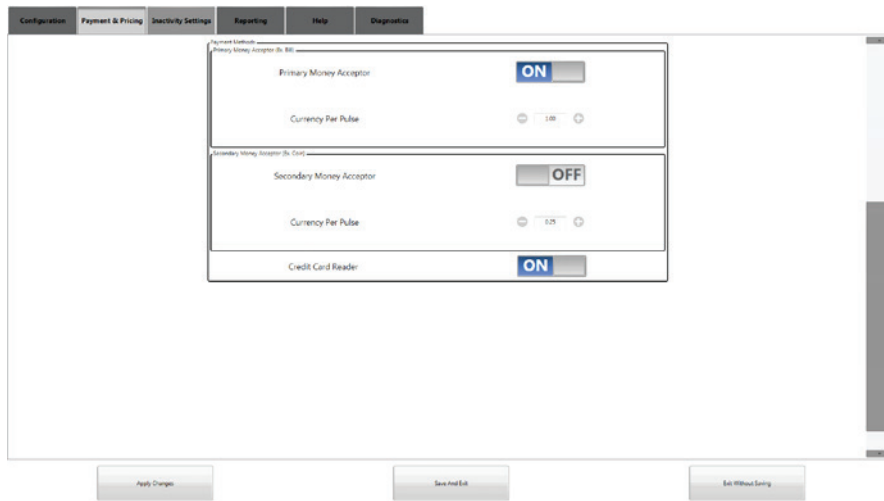 Configuration Payment & Pricing Inactivity Settings Reporting Help Diagnostics
Payment Methods
Primary Money Acceptor (Ex. Bill)
Primary Money Acceptor ON
Currency Per Pulse 1.00
Secondary Money Acceptor (Ex. Coin)
Secondary Money Acceptor OFF
Currency Per Pulse 0.25
Credit Card Reader ON
Apply Changes Save And Exit Exit Without Saving